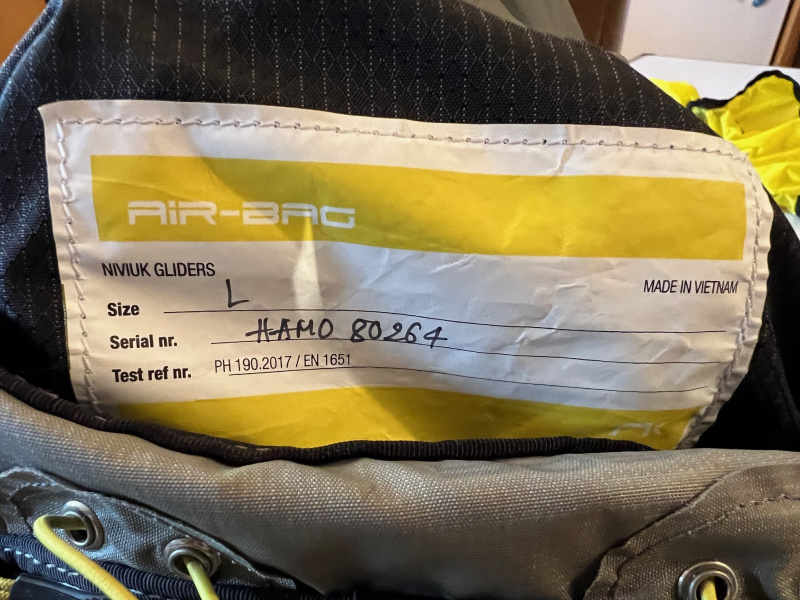 AiR-BAG
NIVIUK GLIDERS
MADE IN VIETNAM
Size L
Serial nr. HAMO 80264
Test ref nr. PH 190.2017 / EN 1651